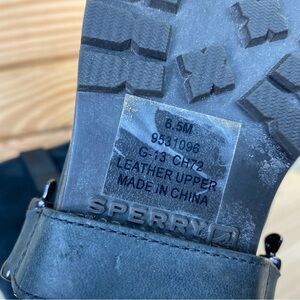 6.5M
9531096
G-13 CH72
LEATHER UPPER
MADE IN CHINA
SPERRY